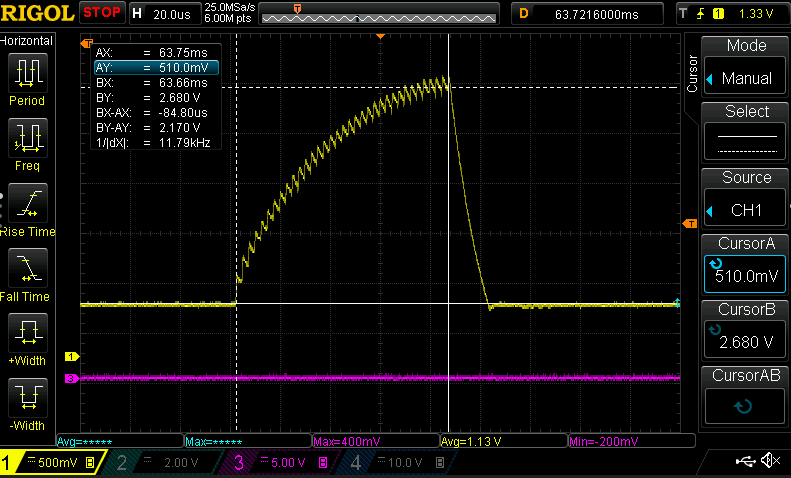 RIGOL STOP H 20.0us 25.0MSa/s 6.00M pts T D 63.7216000ms T 1 1.33 V
Horizontal
Period
Freq
Rise Time
Fall Time
+Width
-Width
T
AX: = 63.75ms
AY: = 510.0mV
BX: = 63.66ms
BY: = 2.680 V
BX-AX: = -84.80us
BY-AY: = 2.170 V
1/|dX|: = 11.79kHz
T
1
3
Cursor
Mode
Manual
Select
Source
CH1
CursorA
510.0mV
CursorB
2.680 V
CursorAB
Avg=***** Max=***** Max=400mV Avg=1.13 V Min=-200mV
1 500mV B 2 2.00 V 3 5.00 V B 4 10.0 V B